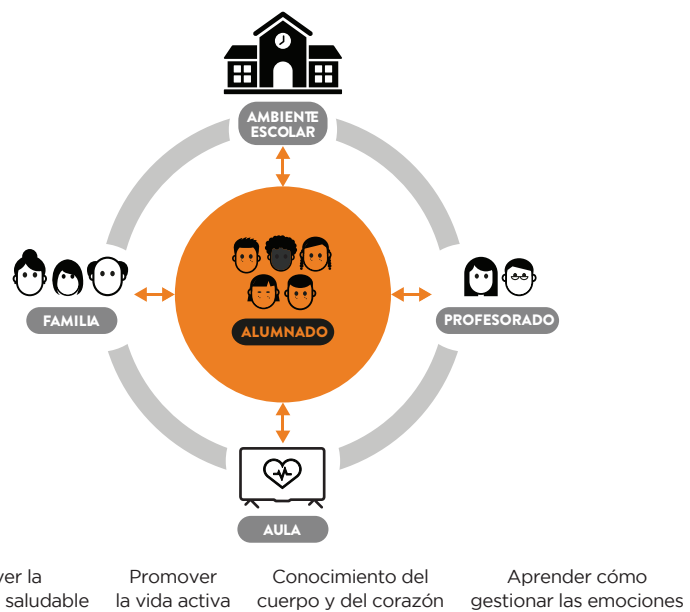 AMBIENTE
ESCOLAR
FAMILIA
ALUMNADO
PROFESORADO
AULA
la
saludable
Promover
la vida activa
Conocimiento del
cuerpo y del corazón
Aprender cómo
gestionar las emociones